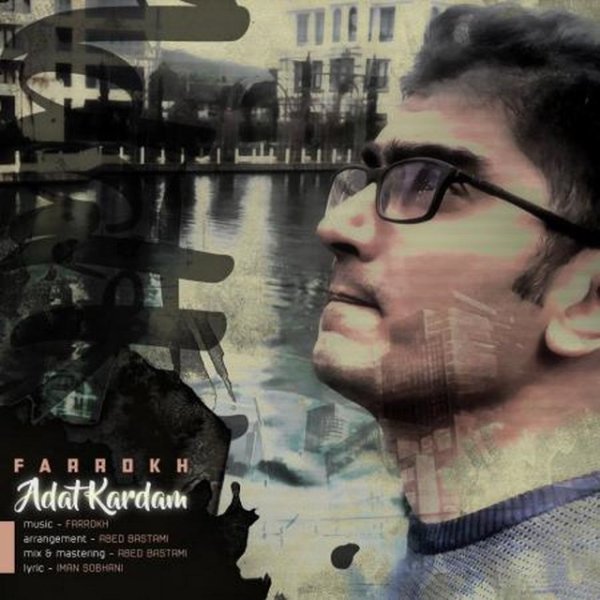 FARROKH
Adat Kardam
music - FARROKH
arrangement - ABED BASTAMI
mix & mastering - ABED BASTAMI
lyric - IMAN SOBHANI